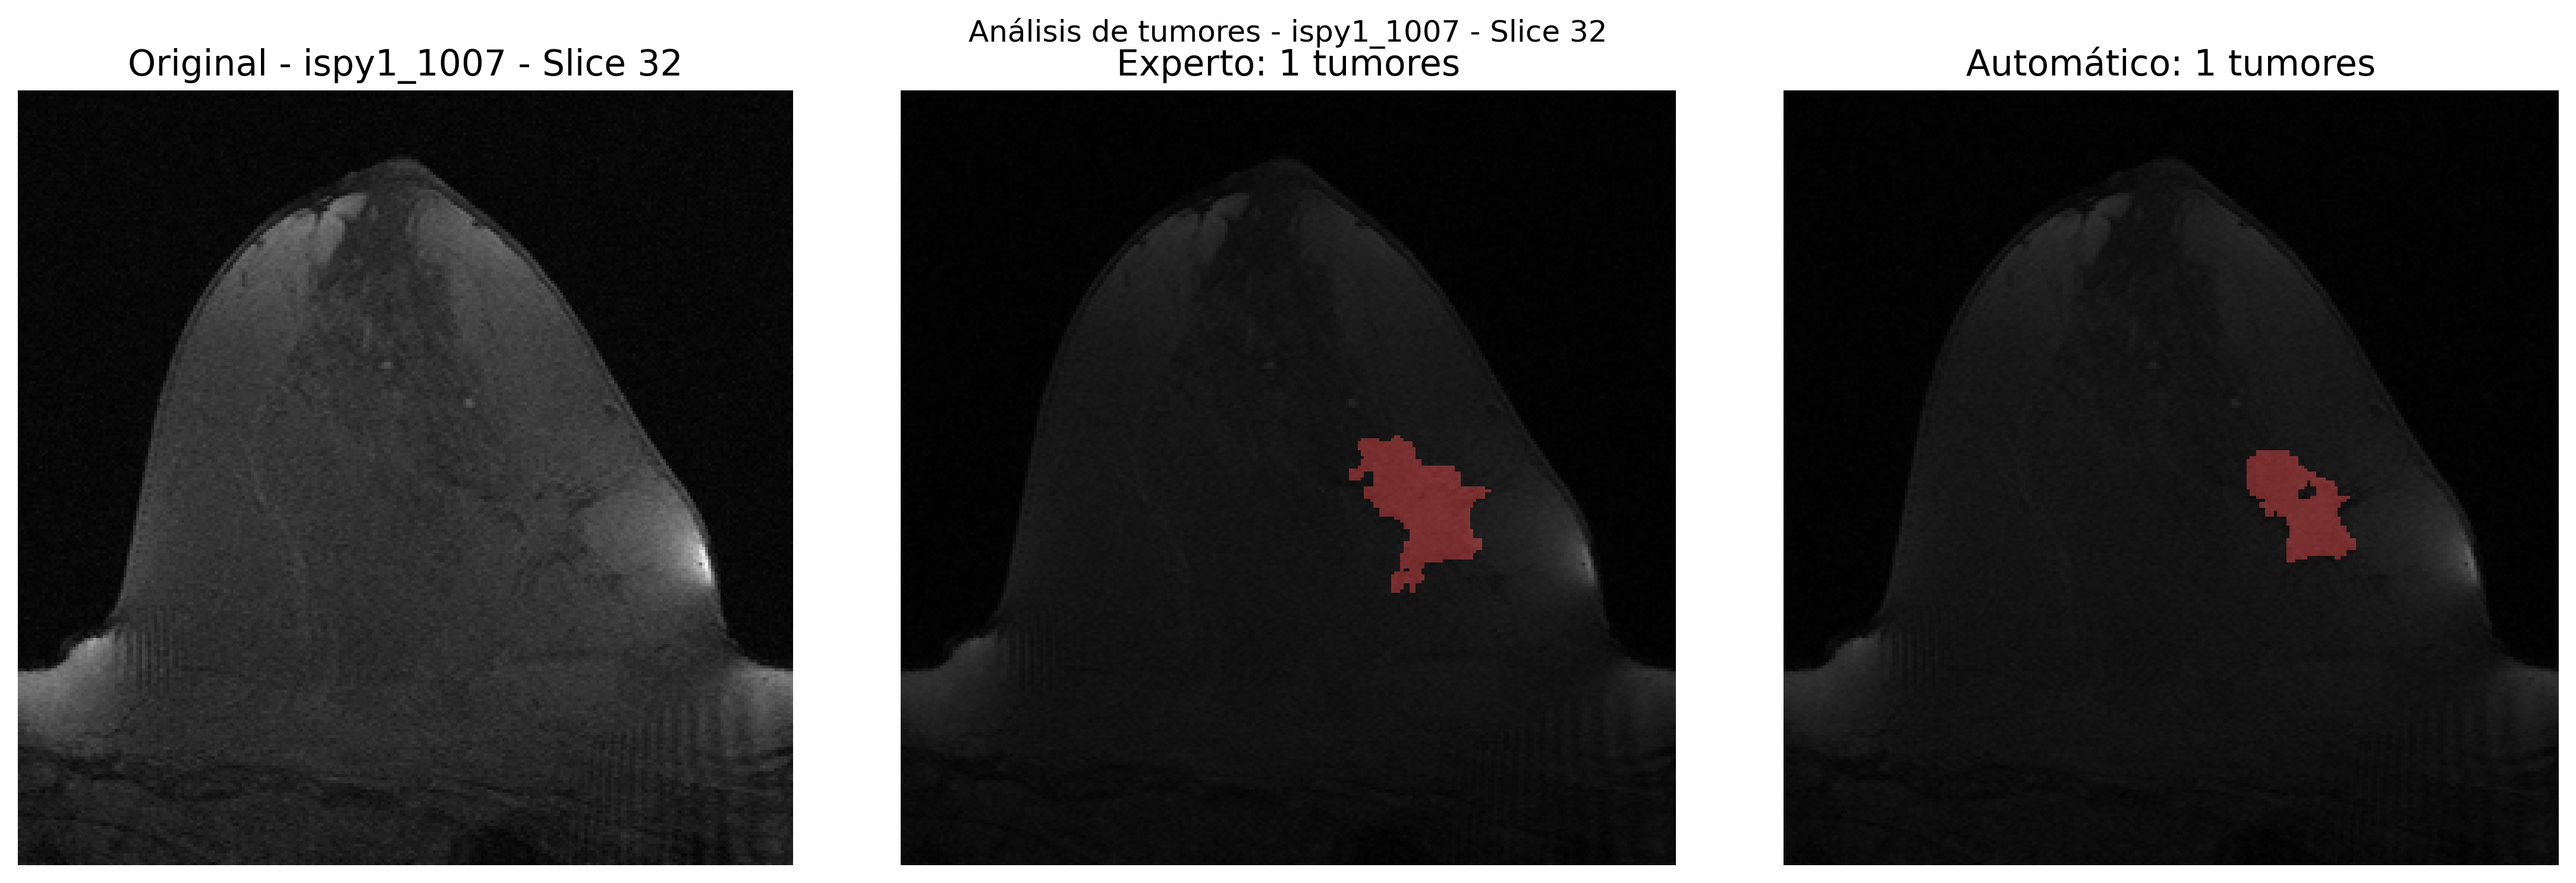 Análisis de tumores - ispy1_1007 - Slice 32
Original - ispy1_1007 - Slice 32
Experto: 1 tumores
Automático: 1 tumores